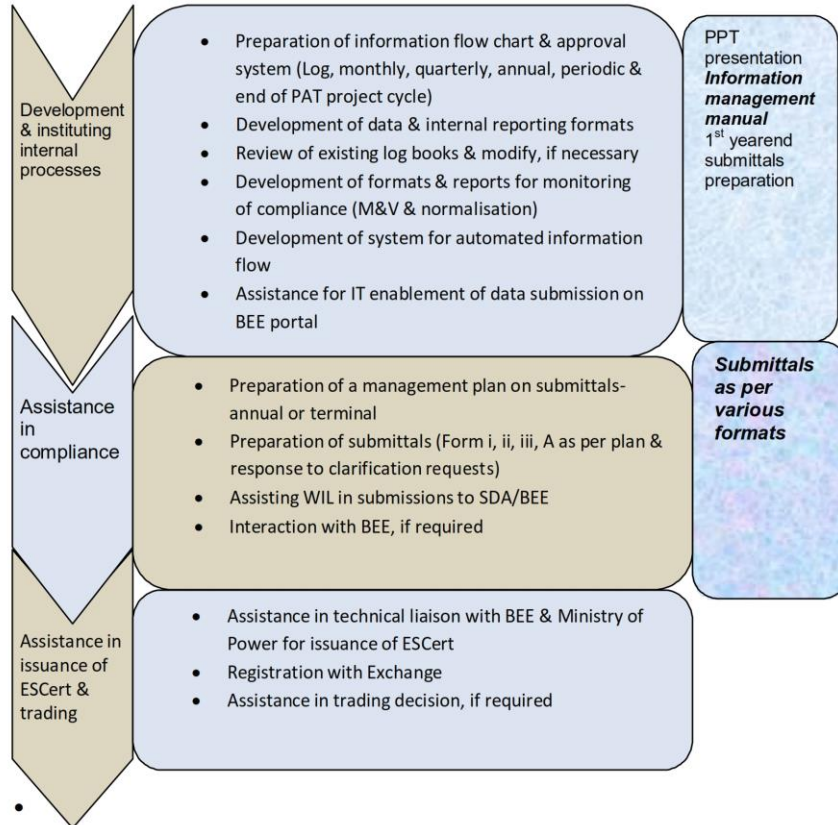 Development
& instituting
internal
processes
• Preparation of information flow chart & approval
system (Log, monthly, quarterly, annual, periodic &
end of PAT project cycle)
• Development of data & internal reporting formats
• Review of existing log books & modify, if necessary
• Development of formats & reports for monitoring
of compliance (M&V & normalisation)
• Development of system for automated information
flow
• Assistance for IT enablement of data submission on
BEE portal
PPT
presentation
Information
management
manual
1st yearend
submittals
preparation
Assistance
in
compliance
• Preparation of a management plan on submittals-
annual or terminal
• Preparation of submittals (Form i, ii, iii, A as per plan &
response to clarification requests)
• Assisting WIL in submissions to SDA/BEE
• Interaction with BEE, if required
Submittals
as per
various
formats
Assistance in
issuance of
ESCert &
trading
• Assistance in technical liaison with BEE & Ministry of
Power for issuance of ESCert
• Registration with Exchange
• Assistance in trading decision, if required
•